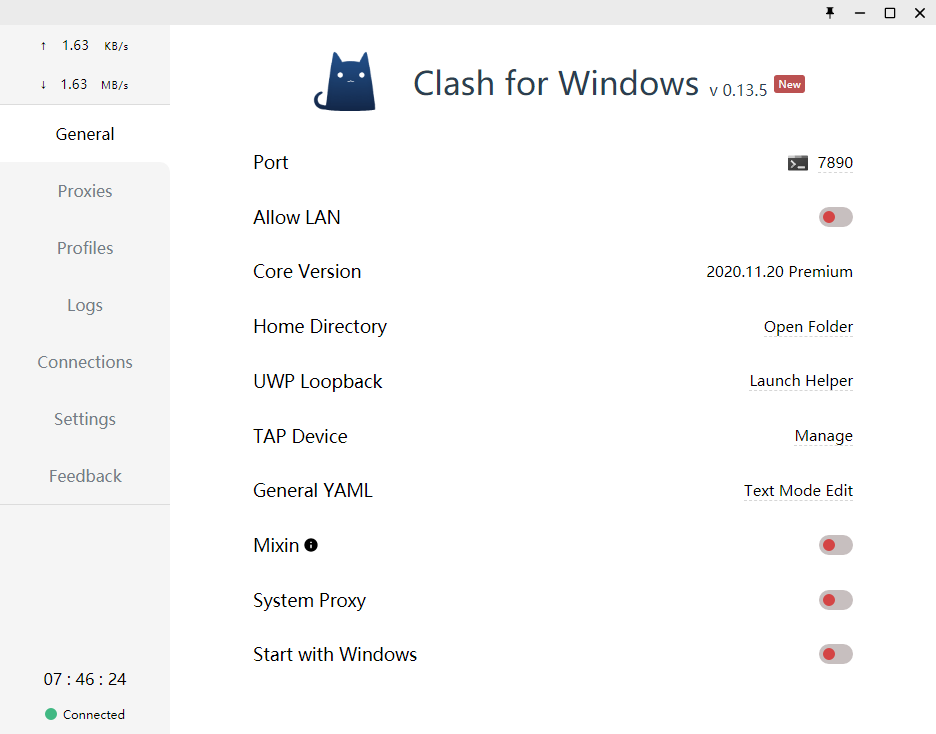 ↑ 1.63 KB/s
↓ 1.63 MB/s
General
Proxies
Profiles
Logs
Connections
Settings
Feedback
07 : 46 : 24
Connected
Clash for Windows v 0.13.5 New
Port 7890
Allow LAN
Core Version 2020.11.20 Premium
Home Directory Open Folder
UWP Loopback Launch Helper
TAP Device Manage
General YAML Text Mode Edit
Mixin
System Proxy
Start with Windows